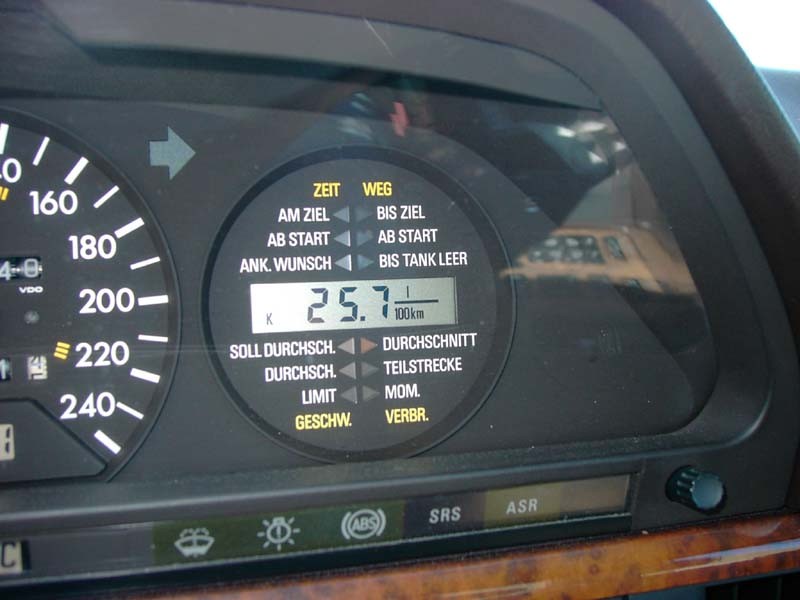 ZEIT WEG
AM ZIEL BIS ZIEL
AB START AB START
ANK. WUNSCH BIS TANK LEER
K 25.7 l/100km
SOLL DURCHSCH. DURCHSCHNITT
DURCHSCH. TEILSTRECKE
LIMIT MOM.
GESCHW. VERBR.
160
180
200
220
240
VDO
ABS
SRS
ASR
C